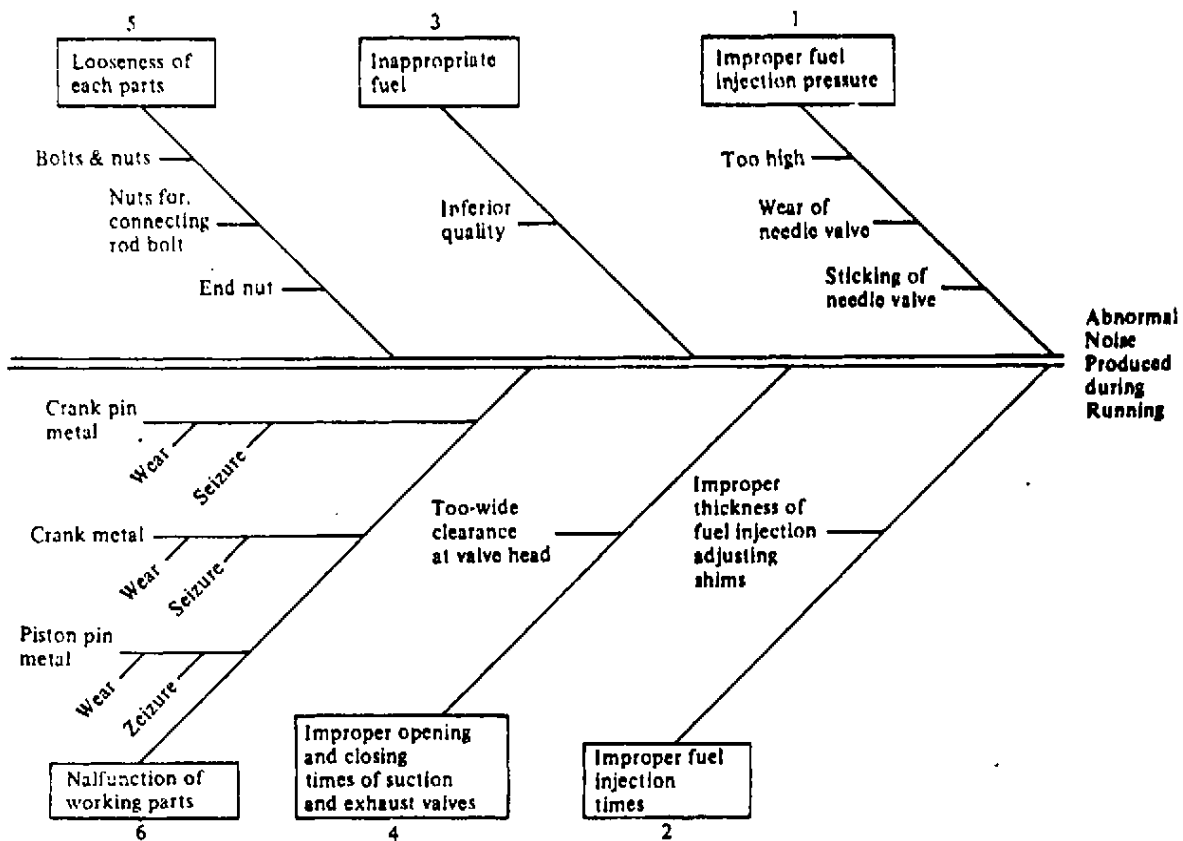 5
Looseness of
each parts
3
Inappropriate
fuel
1
Improper fuel
injection pressure
Bolts & nuts
Nuts for.
connecting
rod bolt
End nut
Inferior
quality
Too high
Wear of
needle valve
Sticking of
needle valve
Abnormal
Noise
Produced
during
Running
Crank pin
metal
Wear
Seizure
Crank metal
Wear
Seizure
Piston pin
metal
Wear
Zeizure
Too-wide
clearance
at valve head
Improper
thickness of
fuel injection
adjusting
shims
Nalfunction of
working parts
6
Improper opening
and closing
times of suction
and exhaust valves
4
Improper fuel
injection
times
2